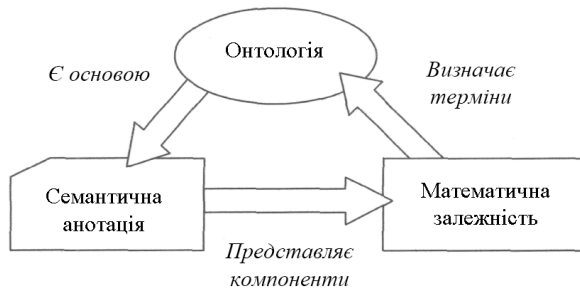 Онтологія
Є основою
Визначає
терміни
Семантична
анотація
Математична
залежність
Представляє
компоненти